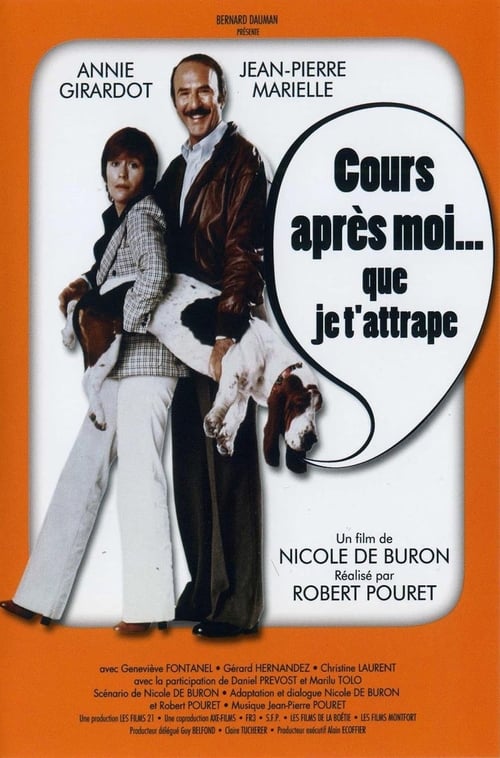 BERNARD DAUMAN
PRÉSENTE
ANNIE
GIRARDOT
JEAN-PIERRE
MARIELLE
Cours
après moi...
que
je t'attrape
Un film de
NICOLE DE BURON
Réalisé par
ROBERT POURET
avec Geneviève FONTANEL • Gérard HERNANDEZ • Christine LAURENT
avec la participation de Daniel PREVOST et Marilu TOLO
Scénario de Nicole DE BURON • Adaptation et dialogue Nicole DE BURON
et Robert POURET • Musique Jean-Pierre POURET
Une production LES FILMS 21 • Une coproduction AXE-FILMS • FR3 • S.F.P. • LES FILMS DE LA BOÉTIE • LES FILMS MONTFORT
Producteur délégué Guy BELFOND • Claire TUCHERER • Producteur exécutif Alain ECOFFIER